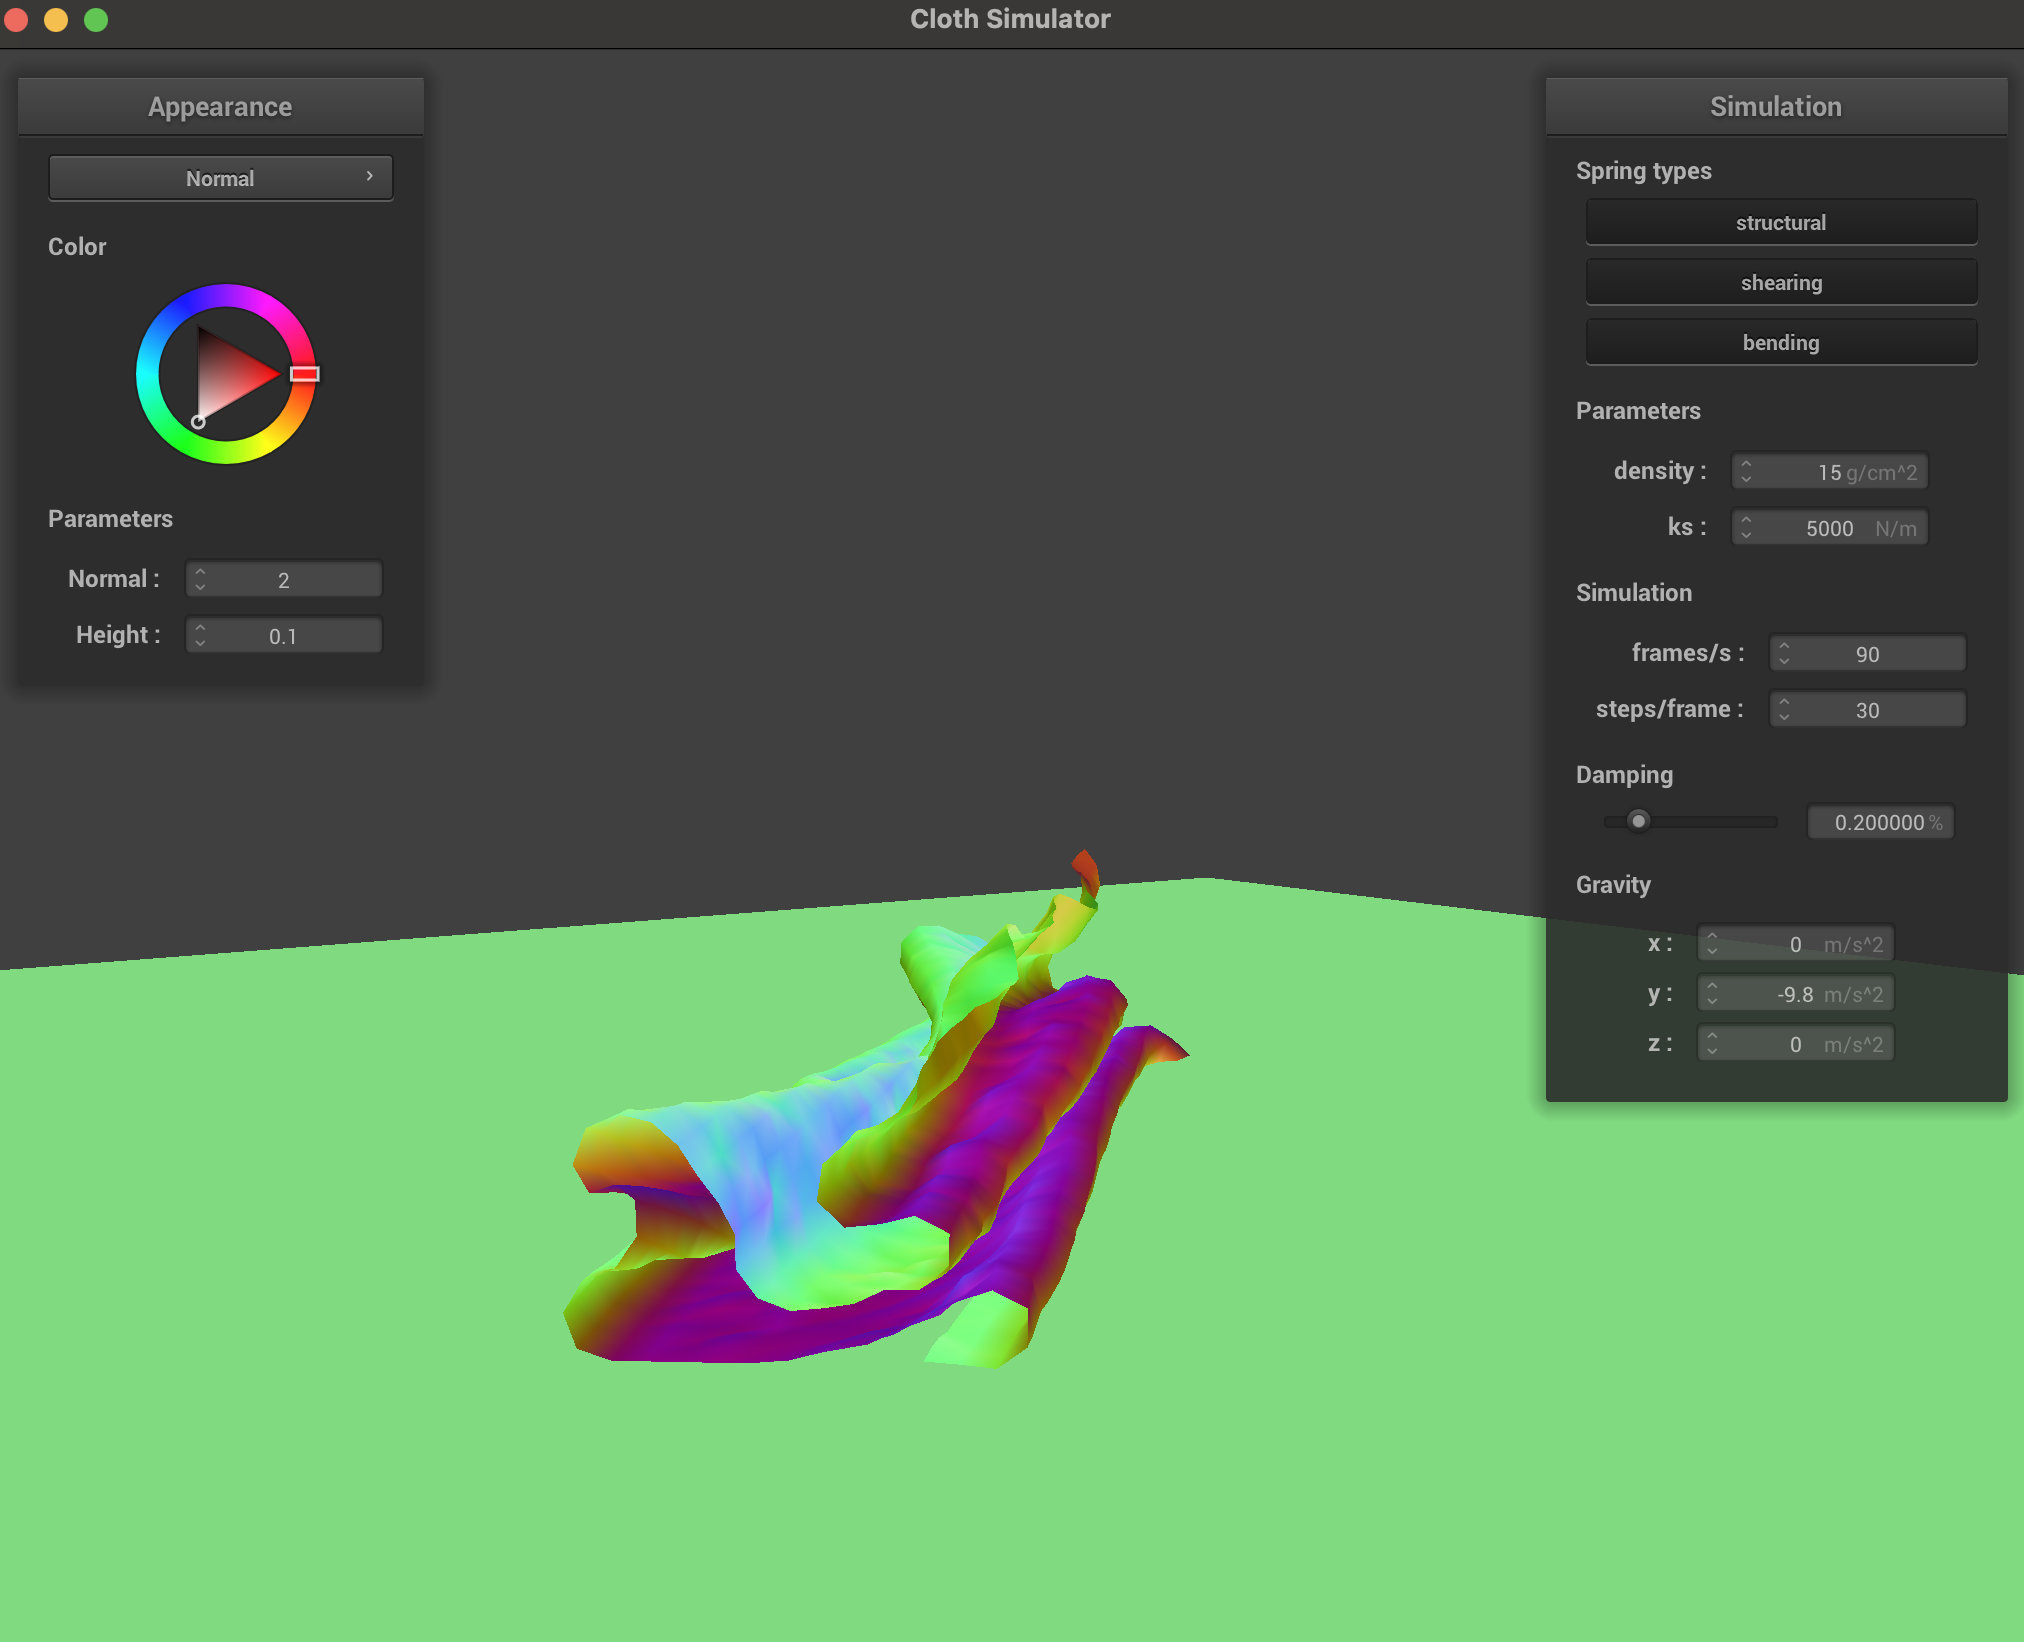 Cloth Simulator
Appearance
Normal
Color
Parameters
Normal : 2
Height : 0.1
Simulation
Spring types
structural
shearing
bending
Parameters
density : 15 g/cm^2
ks : 5000 N/m
Simulation
frames/s : 90
steps/frame : 30
Damping
0.200000 %
Gravity
x : 0 m/s^2
y : -9.8 m/s^2
z : 0 m/s^2